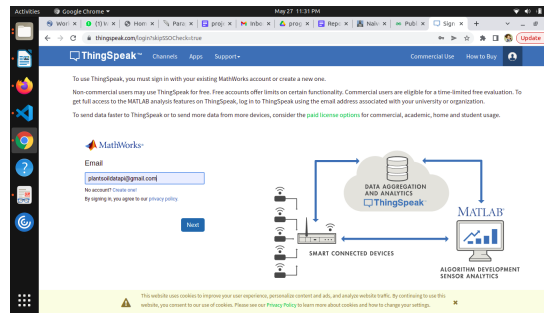 Activities
Google Chrome
May 27 11:31 PM
Hom
Para
proje
Inbo
prog
Repo
Naiv
Publ
Sign
thingspeak.com/login?skipSSOCheck=true
Update
ThingSpeak™ Channels Apps Support
Commercial Use How to Buy
To use ThingSpeak, you must sign in with your existing MathWorks account or create a new one.
Non-commercial users may use ThingSpeak for free. Free accounts offer limits on certain functionality. Commercial users are eligible for a time-limited free evaluation. To
get full access to the MATLAB analysis features on ThingSpeak, log in to ThingSpeak using the email address associated with your university or organization.
To send data faster to ThingSpeak or to send more data from more devices, consider the paid license options for commercial, academic, home and student usage.
MathWorks®
Email
plantsoildatapi@gmail.com
No account? Create one!
By signing in, you agree to our privacy policy.
Next
DATA AGGREGATION
AND ANALYTICS
ThingSpeak™
MATLAB®
SMART CONNECTED DEVICES
ALGORITHM DEVELOPMENT
SENSOR ANALYTICS
This website uses cookies to improve your user experience, personalize content and ads, and analyze website traffic. By continuing to use this
website, you consent to our use of cookies. Please see our Privacy Policy to learn more about cookies and how to change your settings.